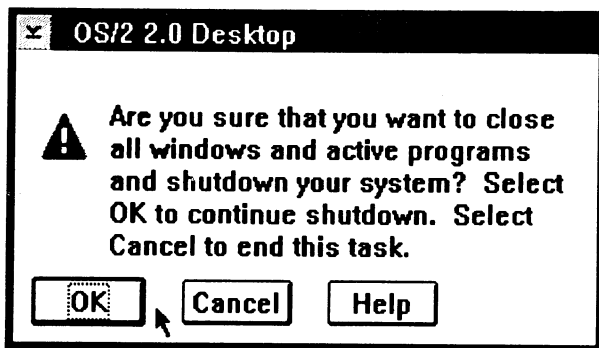 OS/2 2.0 Desktop
Are you sure that you want to close
all windows and active programs
and shutdown your system? Select
OK to continue shutdown. Select
Cancel to end this task.
OK Cancel Help